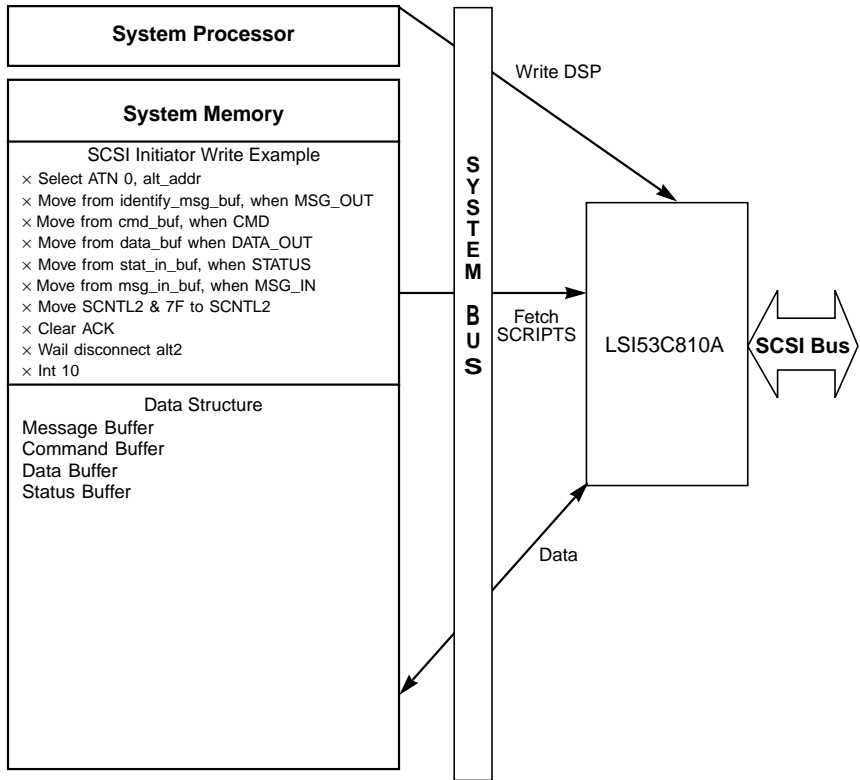 System Processor
System Memory
SCSI Initiator Write Example
× Select ATN 0, alt_addr
× Move from identify_msg_buf, when MSG_OUT
× Move from cmd_buf, when CMD
× Move from data_buf when DATA_OUT
× Move from stat_in_buf, when STATUS
× Move from msg_in_buf, when MSG_IN
× Move SCNTL2 & 7F to SCNTL2
× Clear ACK
× Wail disconnect alt2
× Int 10
Data Structure
Message Buffer
Command Buffer
Data Buffer
Status Buffer
SYSTEM BUS
Write DSP
Fetch
SCRIPTS
Data
LSI53C810A
SCSI Bus